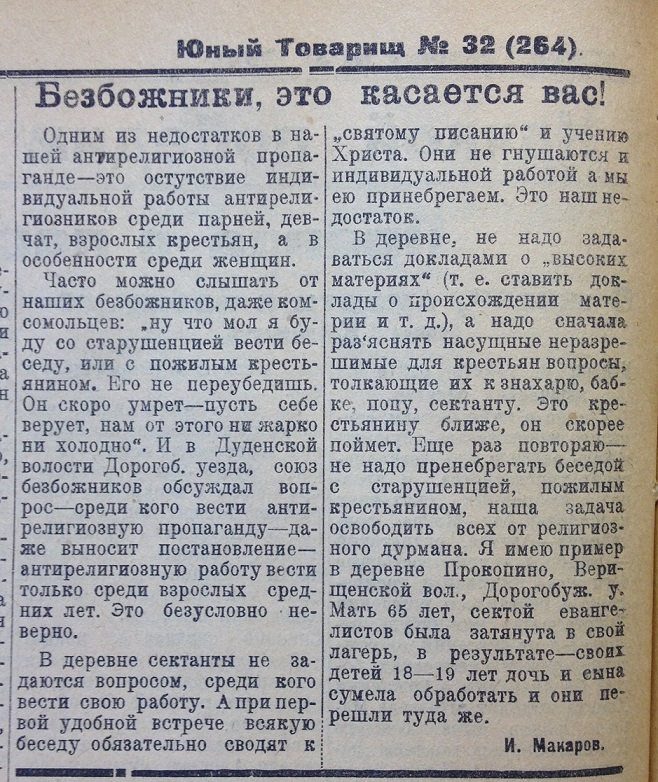 Юный Товарищ № 32 (264).
Безбожники, это касается вас!
Одним из недостатков в на-
шей антирелигиозной пропа-
ганде—это остутствие инди-
видуальной работы антирели-
гиозников среди парней, дев-
чат, взрослых крестьян, а в
особенности среди женщин.
Часто можно слышать от
наших безбожников, даже ком-
сомольцев: „ну что мол я бу-
ду со старушенцией вести бе-
седу, или с пожилым кресть-
янином. Его не переубедишь.
Он скоро умрет—пусть себе
верует, нам от этого ни жарко
ни холодно“. И в Дуденской
волости Дорогоб. уезда, союз
безбожников обсуждал воп-
рос—среди кого вести анти-
религиозную пропаганду—да-
же выносит постановление—
антирелигиозную работу вести
только среди взрослых сред-
них лет. Это безусловно не-
верно.
В деревне сектанты не за-
даются вопросом, среди кого
вести свою работу. А при пер-
вой удобной встрече всякую
беседу обязательно сводят к
„святому писанию“ и учению
Христа. Они не гнушаются и
индивидуальной работой а мы
ею принебрегаем. Это наш не-
достаток.
В деревне, не надо зада-
ваться докладами о „высоких
материях“ (т. е. ставить док-
лады о происхождении мате-
рии и т. д.), а надо сначала
раз'яснять насущные неразре-
шимые для крестьян вопросы,
толкающие их к знахарю, баб-
ке, попу, сектанту. Это кре-
стьянину ближе, он скорее
поймет. Еще раз повторяю—
не надо пренебрегать беседой
с старушенцией, пожилым
крестьянином, наша задача
освободить всех от религиоз-
ного дурмана. Я имею пример
в деревне Прокопино, Вери-
щенской вол., Дорогобуж. у.
Мать 65 лет, сектой еванге-
листов была затянута в свой
лагерь, в результате—своих
детей 18—19 лет дочь и сына
сумела обработать и они пе-
решли туда же.
И. Макаров.